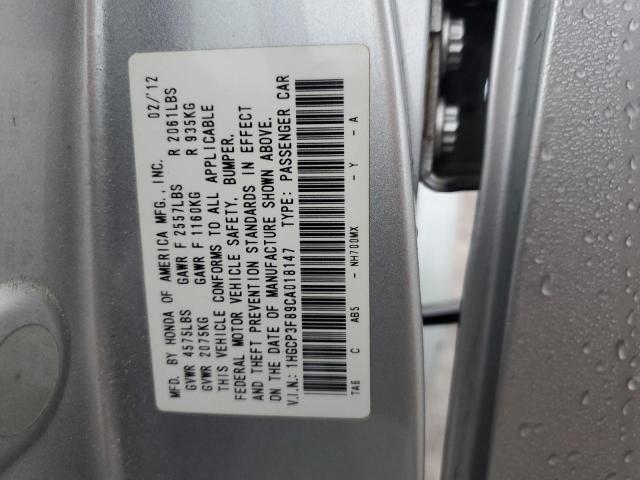 MFD. BY HONDA OF AMERICA MFG., INC. 02/'12
GVWR 4575LBS GAWR F 2557LBS R 2061LBS
GVWR 2075KG GAWR F 1160KG R 935KG
THIS VEHICLE CONFORMS TO ALL APPLICABLE
FEDERAL MOTOR VEHICLE SAFETY, BUMPER,
AND THEFT PREVENTION STANDARDS IN EFFECT
ON THE DATE OF MANUFACTURE SHOWN ABOVE.
V.I.N.: 1HGCP3F89CA018147 TYPE: PASSENGER CAR
TA6 C AB5 - NH700MX - Y - A